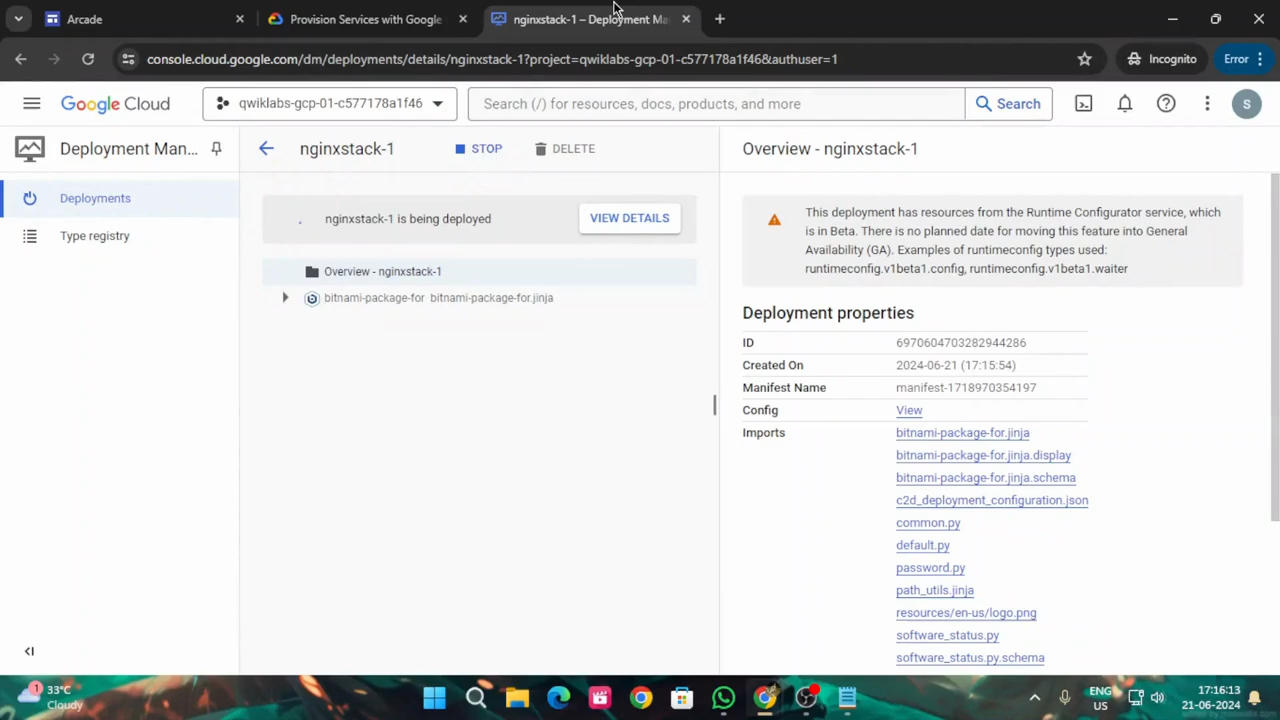 Arcade
Provision Services with Google
nginxstack-1 – Deployment Ma
console.cloud.google.com/dm/deployments/details/nginxstack-1?project=qwiklabs-gcp-01-c577178a1f46&authuser=1
Incognito
Error
Google Cloud
qwiklabs-gcp-01-c577178a1f46
Search (/) for resources, docs, products, and more
Search
S
Deployment Man...
nginxstack-1
STOP
DELETE
Overview - nginxstack-1
Deployments
Type registry
nginxstack-1 is being deployed
VIEW DETAILS
Overview - nginxstack-1
bitnami-package-for bitnami-package-for.jinja
This deployment has resources from the Runtime Configurator service, which
is in Beta. There is no planned date for moving this feature into General
Availability (GA). Examples of runtimeconfig types used:
runtimeconfig.v1beta1.config, runtimeconfig.v1beta1.waiter
Deployment properties
ID 6970604703282944286
Created On 2024-06-21 (17:15:54)
Manifest Name manifest-1718970354197
Config View
Imports bitnami-package-for.jinja
bitnami-package-for.jinja.display
bitnami-package-for.jinja.schema
c2d_deployment_configuration.json
common.py
default.py
password.py
path_utils.jinja
resources/en-us/logo.png
software_status.py
software_status.py.schema
1
33°C
Cloudy
ENG
US
17:16:13
21-06-2024